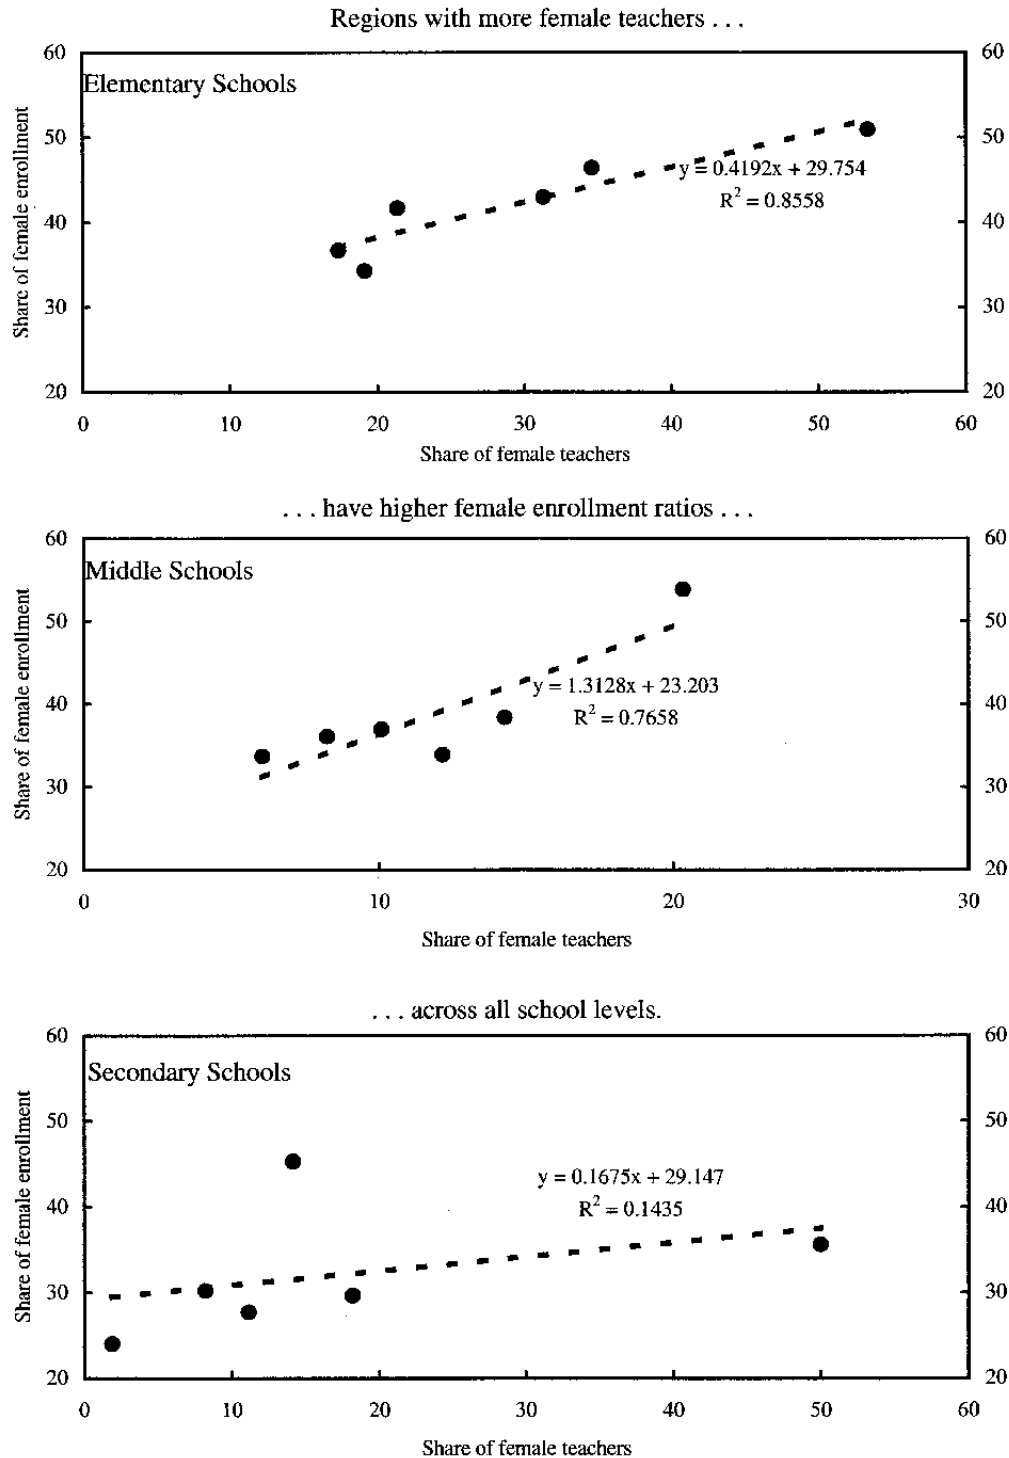 Regions with more female teachers . . .
Elementary Schools
Share of female enrollment
60
50
40
30
20
60
50
40
30
20
y = 0.4192x + 29.754
R² = 0.8558
0 10 20 30 40 50 60
Share of female teachers
. . . have higher female enrollment ratios . . .
Middle Schools
Share of female enrollment
60
50
40
30
20
60
50
40
30
20
y = 1.3128x + 23.203
R² = 0.7658
0 10 20 30
Share of female teachers
. . . across all school levels.
Secondary Schools
Share of female enrollment
60
50
40
30
20
60
50
40
30
20
y = 0.1675x + 29.147
R² = 0.1435
0 10 20 30 40 50 60
Share of female teachers